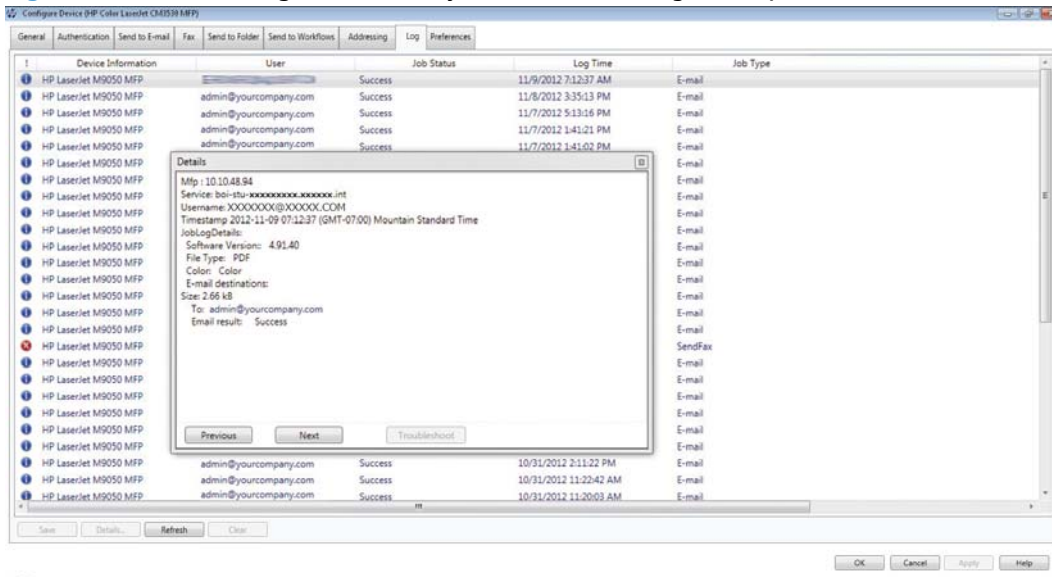 Configure Device (HP Color LaserJet CM3530 MFP)
General Authentication Send to E-mail Fax Send to Folder Send to Workflows Addressing Log Preferences
! Device Information User Job Status Log Time Job Type
HP LaserJet M9050 MFP Success 11/9/2012 7:12:37 AM E-mail
HP LaserJet M9050 MFP admin@yourcompany.com Success 11/8/2012 3:35:13 PM E-mail
HP LaserJet M9050 MFP admin@yourcompany.com Success 11/7/2012 5:13:16 PM E-mail
HP LaserJet M9050 MFP admin@yourcompany.com Success 11/7/2012 1:41:21 PM E-mail
HP LaserJet M9050 MFP admin@yourcompany.com Success 11/7/2012 1:41:02 PM E-mail
HP LaserJet M9050 MFP E-mail
HP LaserJet M9050 MFP E-mail
HP LaserJet M9050 MFP E-mail
HP LaserJet M9050 MFP E-mail
HP LaserJet M9050 MFP E-mail
HP LaserJet M9050 MFP E-mail
HP LaserJet M9050 MFP E-mail
HP LaserJet M9050 MFP E-mail
HP LaserJet M9050 MFP E-mail
HP LaserJet M9050 MFP E-mail
HP LaserJet M9050 MFP E-mail
HP LaserJet M9050 MFP SendFax
HP LaserJet M9050 MFP E-mail
HP LaserJet M9050 MFP E-mail
HP LaserJet M9050 MFP E-mail
HP LaserJet M9050 MFP E-mail
HP LaserJet M9050 MFP E-mail
HP LaserJet M9050 MFP E-mail
HP LaserJet M9050 MFP admin@yourcompany.com Success 10/31/2012 2:11:22 PM E-mail
HP LaserJet M9050 MFP admin@yourcompany.com Success 10/31/2012 11:22:42 AM E-mail
HP LaserJet M9050 MFP admin@yourcompany.com Success 10/31/2012 11:20:03 AM E-mail
Details
Mfp : 10.10.48.94
Service: boi-stu-xxxxxxxxx.xxxxxx.int
Username: XXXXXXX@XXXXX.COM
Timestamp 2012-11-09 07:12:37 (GMT-07:00) Mountain Standard Time
JobLogDetails:
Software Version: 4.91.40
File Type: PDF
Color: Color
E-mail destinations:
Size: 2.66 kB
To: admin@yourcompany.com
Email result: Success
Previous Next Troubleshoot
Save Details... Refresh Clear
OK Cancel Apply Help